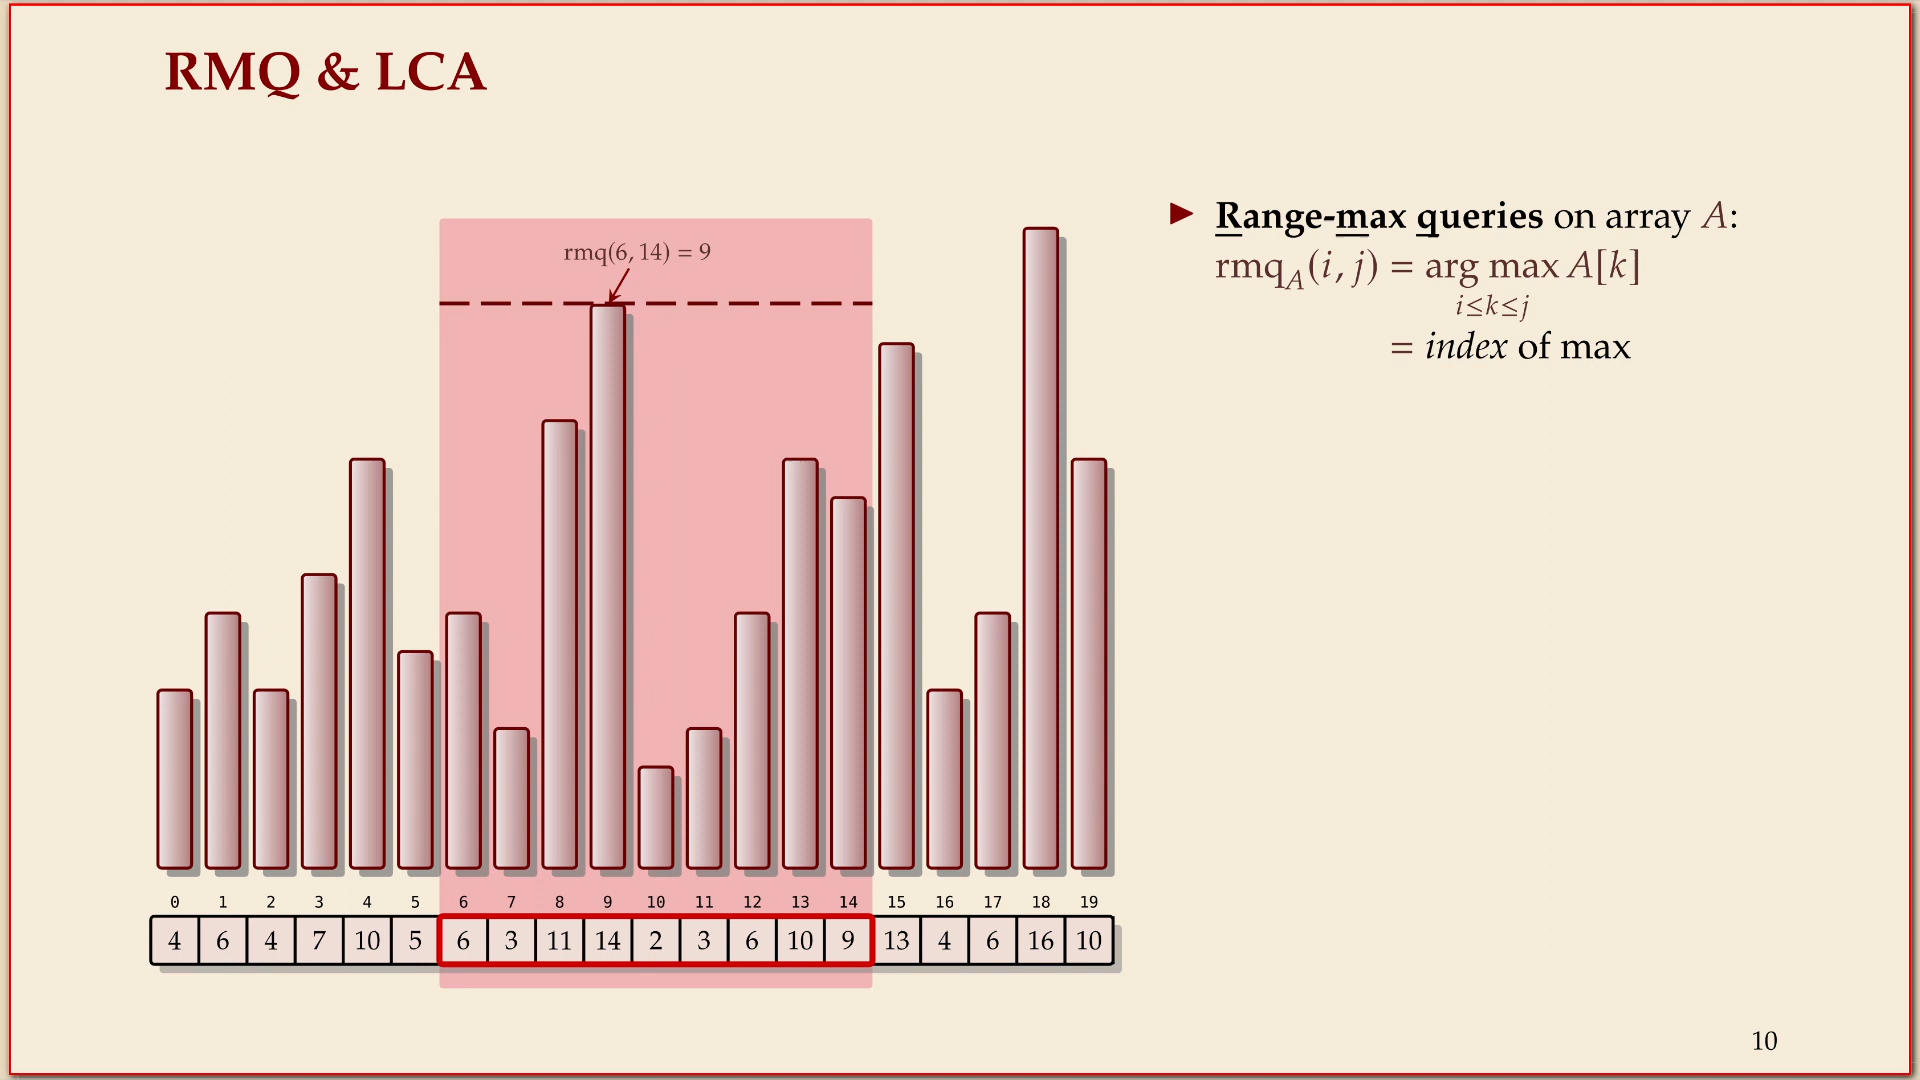 RMQ & LCA
▶ Range-max queries on array A:
rmq_A(i, j) = arg max A[k]
i≤k≤j
= index of max
rmq(6, 14) = 9
0 1 2 3 4 5 6 7 8 9 10 11 12 13 14 15 16 17 18 19
4 6 4 7 10 5 6 3 11 14 2 3 6 10 9 13 4 6 16 10
10